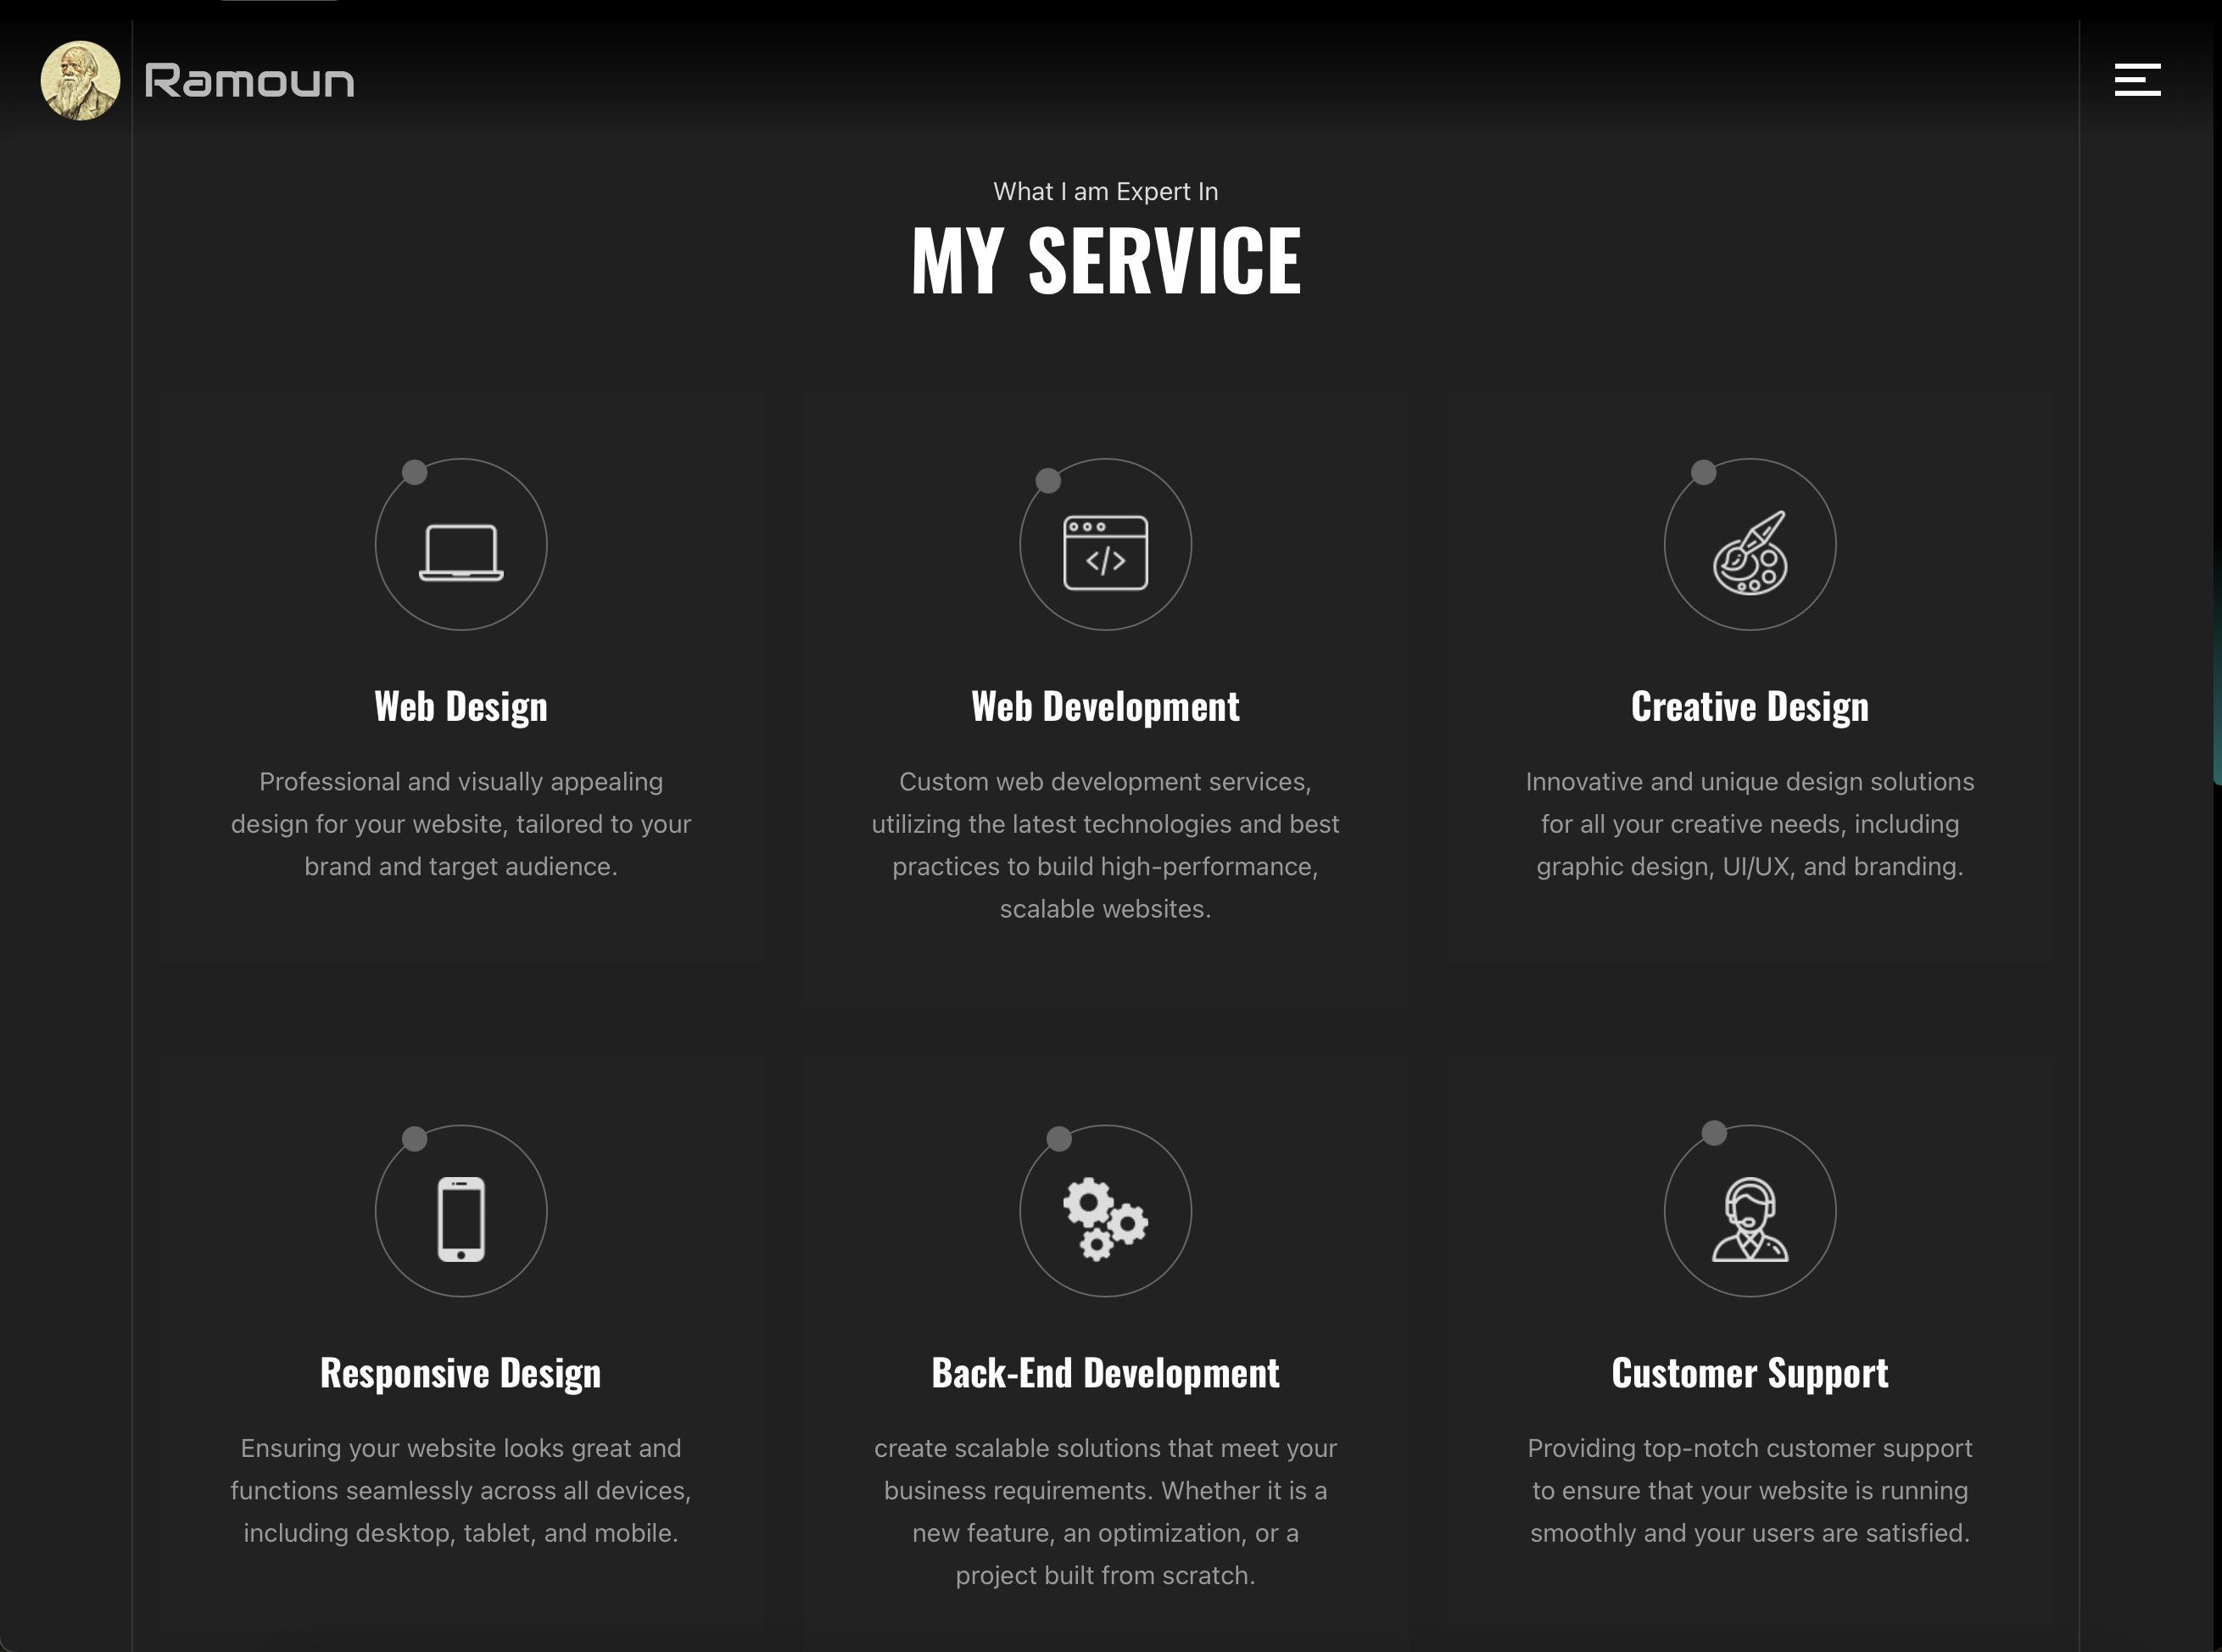 Ramoun
What I am Expert In
MY SERVICE
Web Design
Professional and visually appealing
design for your website, tailored to your
brand and target audience.
Web Development
Custom web development services,
utilizing the latest technologies and best
practices to build high-performance,
scalable websites.
Creative Design
Innovative and unique design solutions
for all your creative needs, including
graphic design, UI/UX, and branding.
Responsive Design
Ensuring your website looks great and
functions seamlessly across all devices,
including desktop, tablet, and mobile.
Back-End Development
create scalable solutions that meet your
business requirements. Whether it is a
new feature, an optimization, or a
project built from scratch.
Customer Support
Providing top-notch customer support
to ensure that your website is running
smoothly and your users are satisfied.